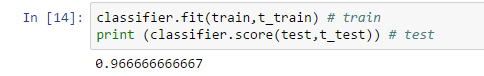 In [14]: classifier.fit(train,t_train) # train
print (classifier.score(test,t_test)) # test
0.966666666667